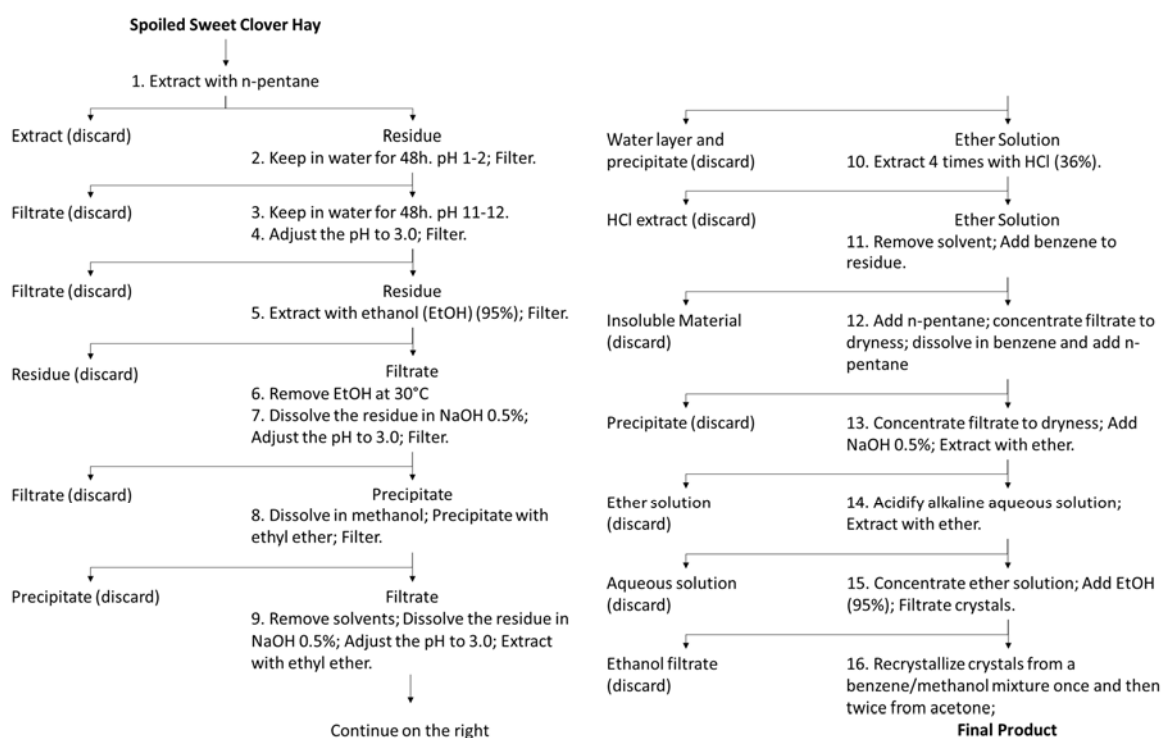 Spoiled Sweet Clover Hay
1. Extract with n-pentane
Extract (discard)
Residue
2. Keep in water for 48h. pH 1-2; Filter.
Filtrate (discard)
3. Keep in water for 48h. pH 11-12.
4. Adjust the pH to 3.0; Filter.
Filtrate (discard)
Residue
5. Extract with ethanol (EtOH) (95%); Filter.
Residue (discard)
Filtrate
6. Remove EtOH at 30°C
7. Dissolve the residue in NaOH 0.5%;
Adjust the pH to 3.0; Filter.
Filtrate (discard)
Precipitate
8. Dissolve in methanol; Precipitate with
ethyl ether; Filter.
Precipitate (discard)
Filtrate
9. Remove solvents; Dissolve the residue in
NaOH 0.5%; Adjust the pH to 3.0; Extract
with ethyl ether.
Continue on the right
Water layer and
precipitate (discard)
Ether Solution
10. Extract 4 times with HCl (36%).
HCl extract (discard)
Ether Solution
11. Remove solvent; Add benzene to
residue.
Insoluble Material
(discard)
12. Add n-pentane; concentrate filtrate to
dryness; dissolve in benzene and add n-
pentane
Precipitate (discard)
13. Concentrate filtrate to dryness; Add
NaOH 0.5%; Extract with ether.
Ether solution
(discard)
14. Acidify alkaline aqueous solution;
Extract with ether.
Aqueous solution
(discard)
15. Concentrate ether solution; Add EtOH
(95%); Filtrate crystals.
Ethanol filtrate
(discard)
16. Recrystallize crystals from a
benzene/methanol mixture once and then
twice from acetone;
Final Product